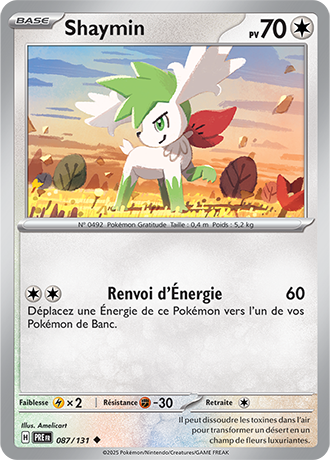 BASE Shaymin PV 70
N° 0492 Pokémon Gratitude Taille : 0,4 m Poids : 5,2 kg
Renvoi d'Énergie 60
Déplacez une Énergie de ce Pokémon vers l'un de vos
Pokémon de Banc.
Faiblesse ×2 Résistance -30 Retraite
Illus. Amelicart
H PRE FR 087/131
Il peut dissoudre les toxines dans l'air
pour transformer un désert en un
champ de fleurs luxuriantes.
©2025 Pokémon/Nintendo/Creatures/GAME FREAK